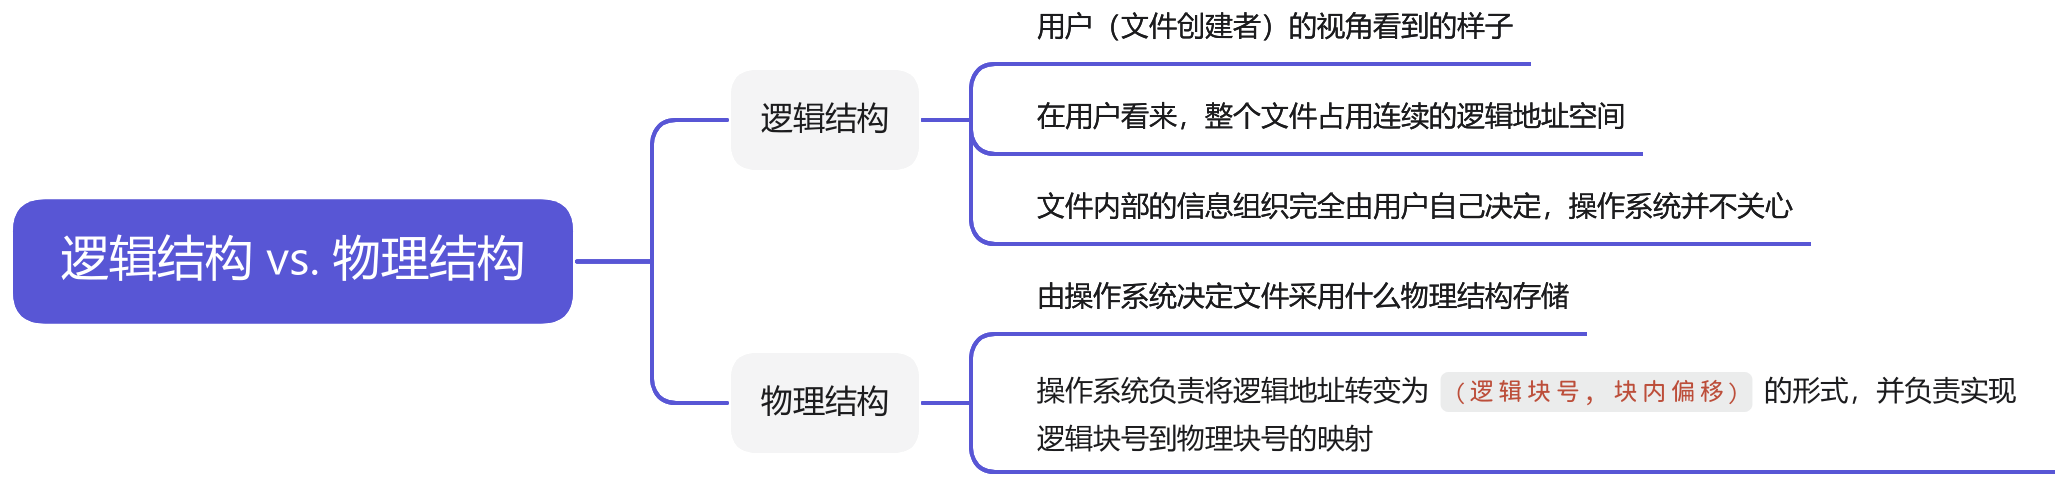 逻辑结构 vs. 物理结构
逻辑结构
用户（文件创建者）的视角看到的样子
在用户看来，整个文件占用连续的逻辑地址空间
文件内部的信息组织完全由用户自己决定，操作系统并不关心
物理结构
由操作系统决定文件采用什么物理结构存储
操作系统负责将逻辑地址转变为（逻辑块号，块内偏移）的形式，并负责实现
逻辑块号到物理块号的映射